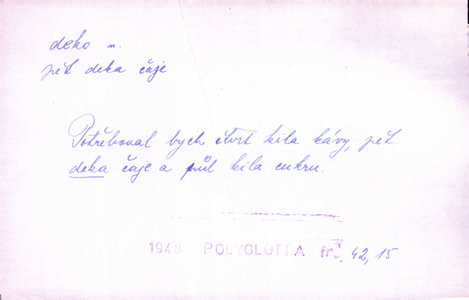 deko n.
pět deka čaje
Potřeboval bych čtvrt kila kávy, pět
deka čaje a půl kila cukru.
1948 POLYGLOTTA fr. 42, 15